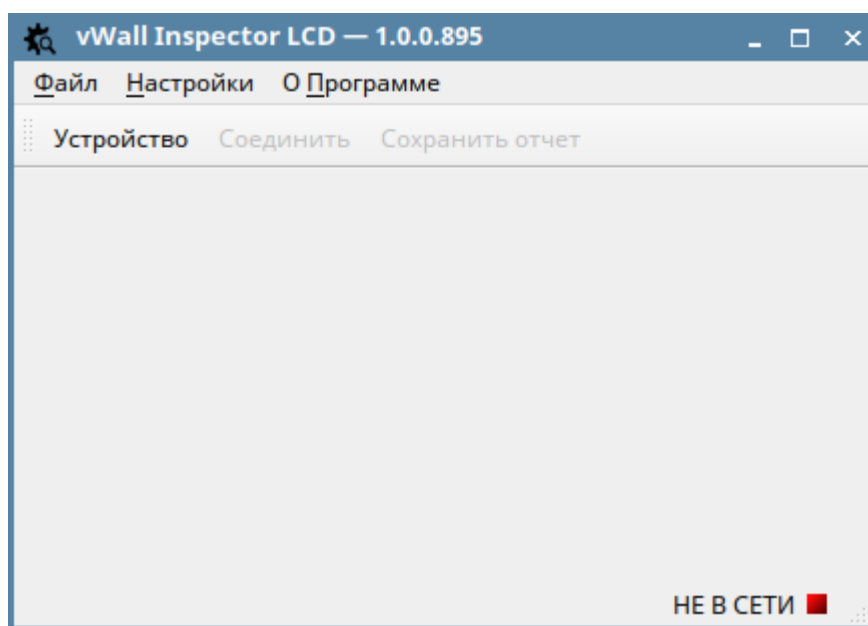 vWall Inspector LCD — 1.0.0.895
Файл Настройки О Программе
Устройство Соединить Сохранить отчет
НЕ В СЕТИ